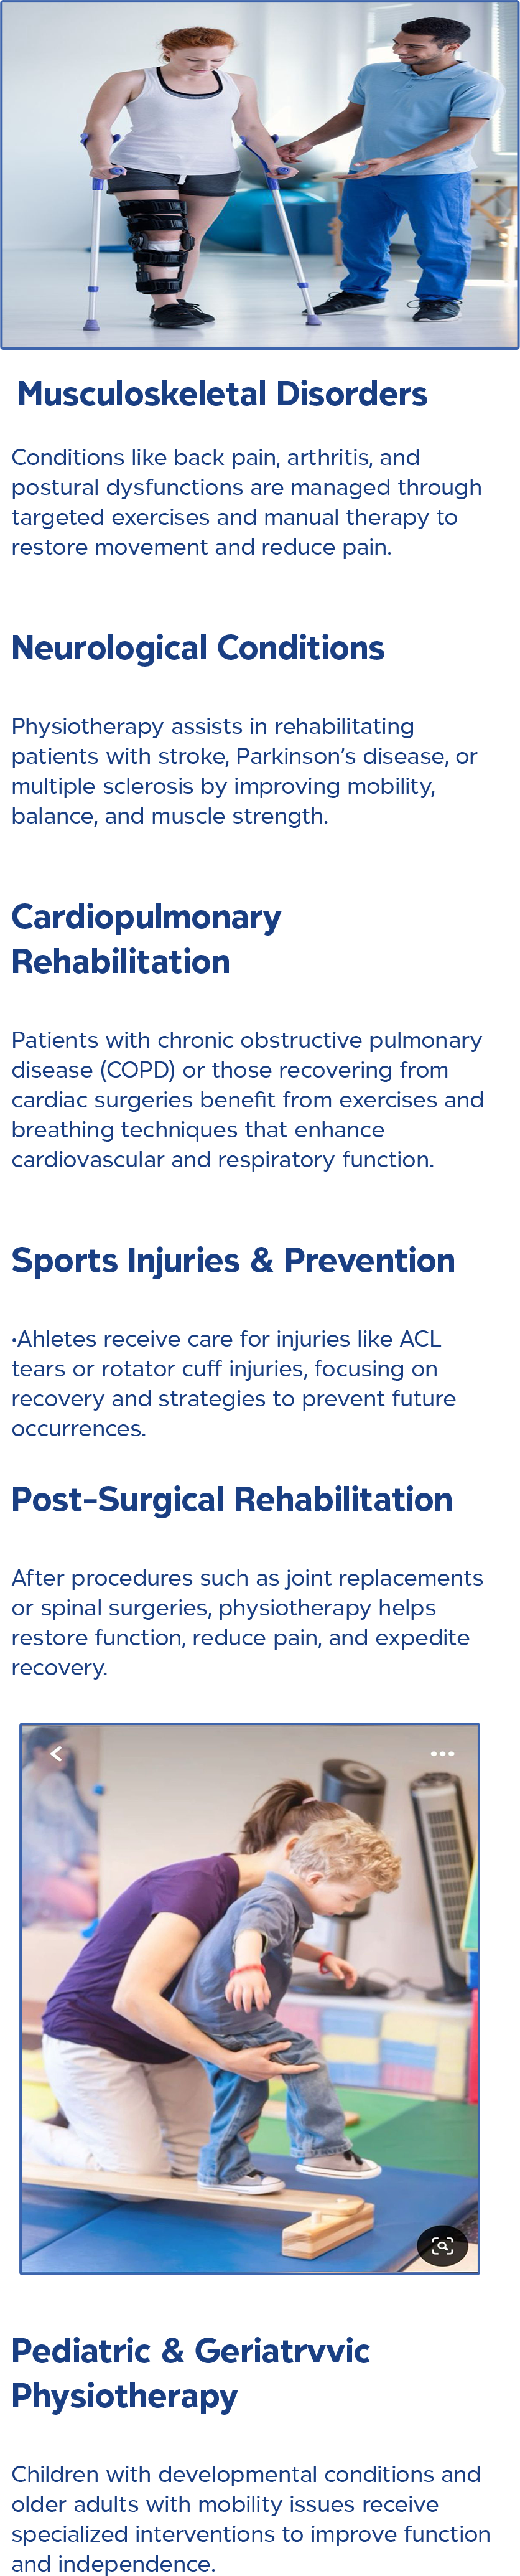 Musculoskeletal Disorders
Conditions like back pain, arthritis, and
postural dysfunctions are managed through
targeted exercises and manual therapy to
restore movement and reduce pain.
Neurological Conditions
Physiotherapy assists in rehabilitating
patients with stroke, Parkinson's disease, or
multiple sclerosis by improving mobility,
balance, and muscle strength.
Cardiopulmonary
Rehabilitation
Patients with chronic obstructive pulmonary
disease (COPD) or those recovering from
cardiac surgeries benefit from exercises and
breathing techniques that enhance
cardiovascular and respiratory function.
Sports Injuries & Prevention
•Ahletes receive care for injuries like ACL
tears or rotator cuff injuries, focusing on
recovery and strategies to prevent future
occurrences.
Post-Surgical Rehabilitation
After procedures such as joint replacements
or spinal surgeries, physiotherapy helps
restore function, reduce pain, and expedite
recovery.
Pediatric & Geriatrvvic
Physiotherapy
Children with developmental conditions and
older adults with mobility issues receive
specialized interventions to improve function
and independence.